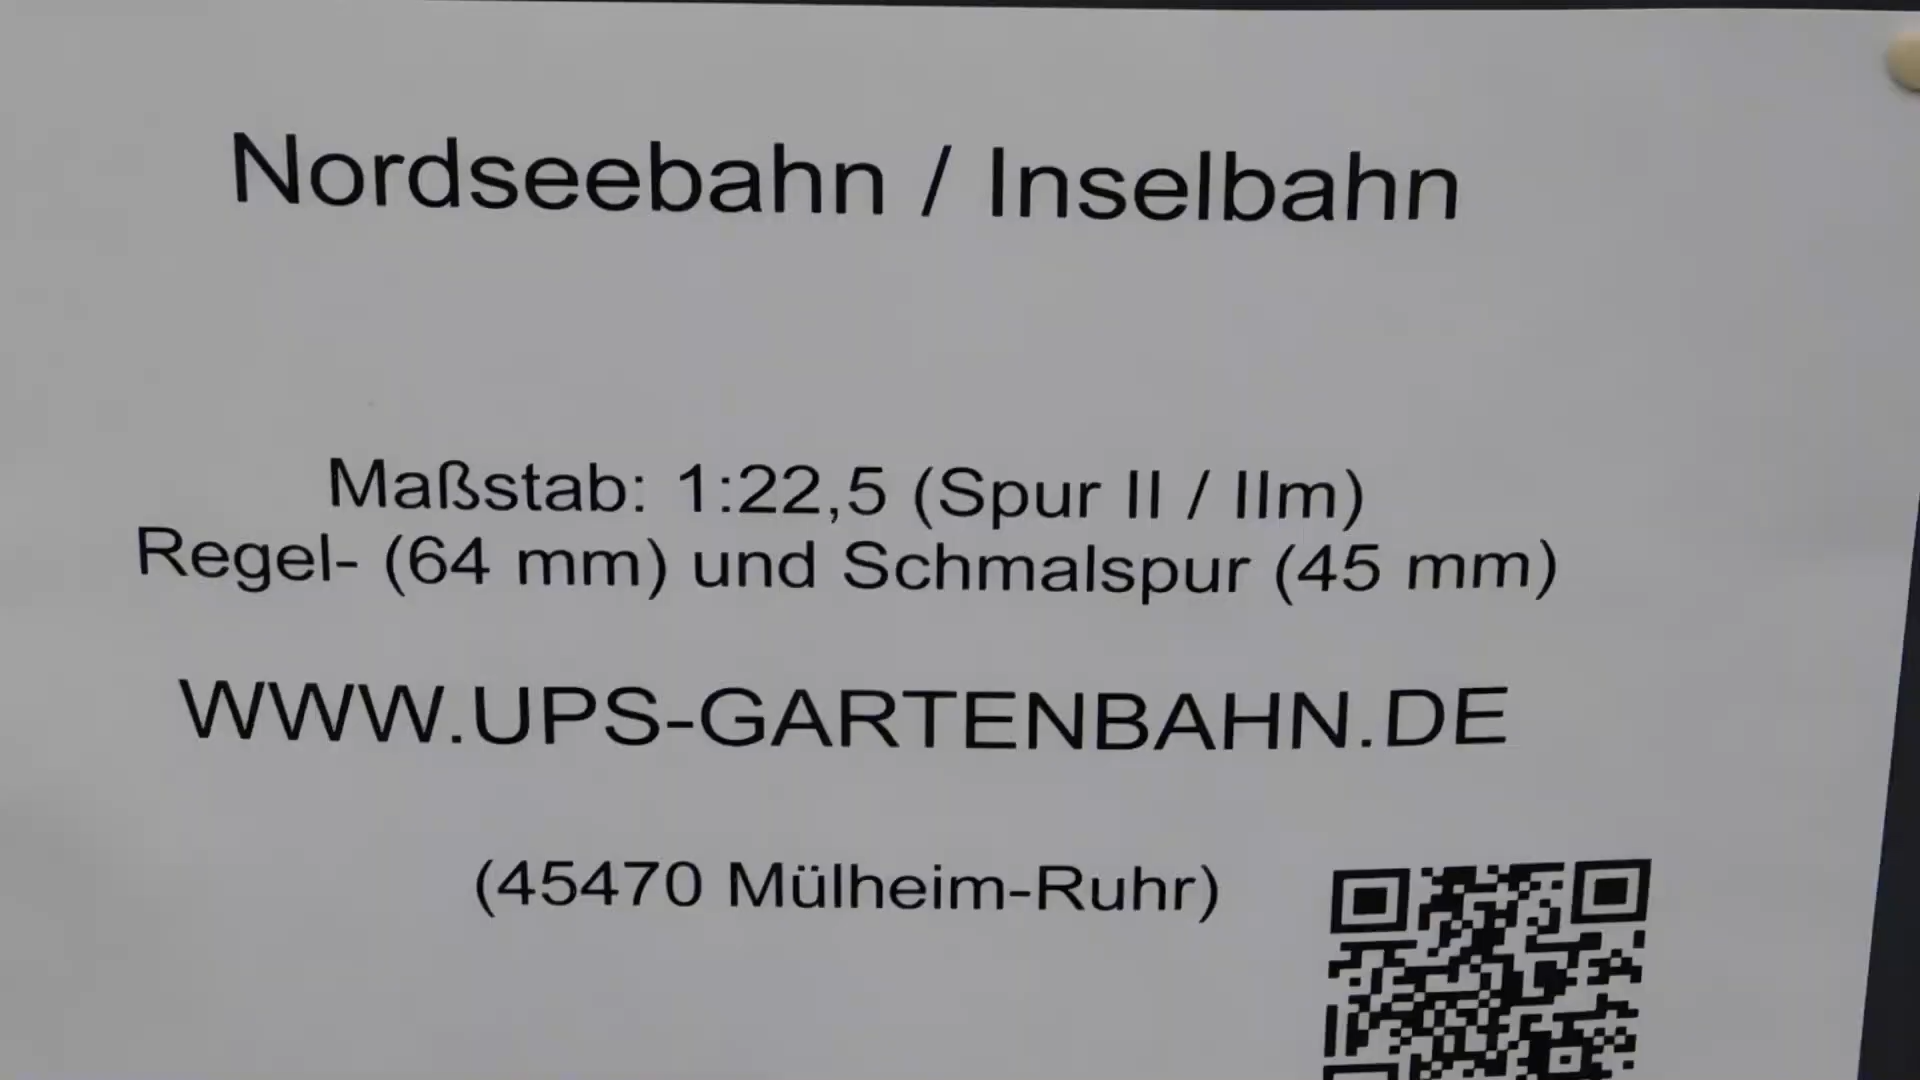 Nordseebahn / Inselbahn
Maßstab: 1:22,5 (Spur II / IIm)
Regel- (64 mm) und Schmalspur (45 mm)
WWW.UPS-GARTENBAHN.DE
(45470 Mülheim-Ruhr)